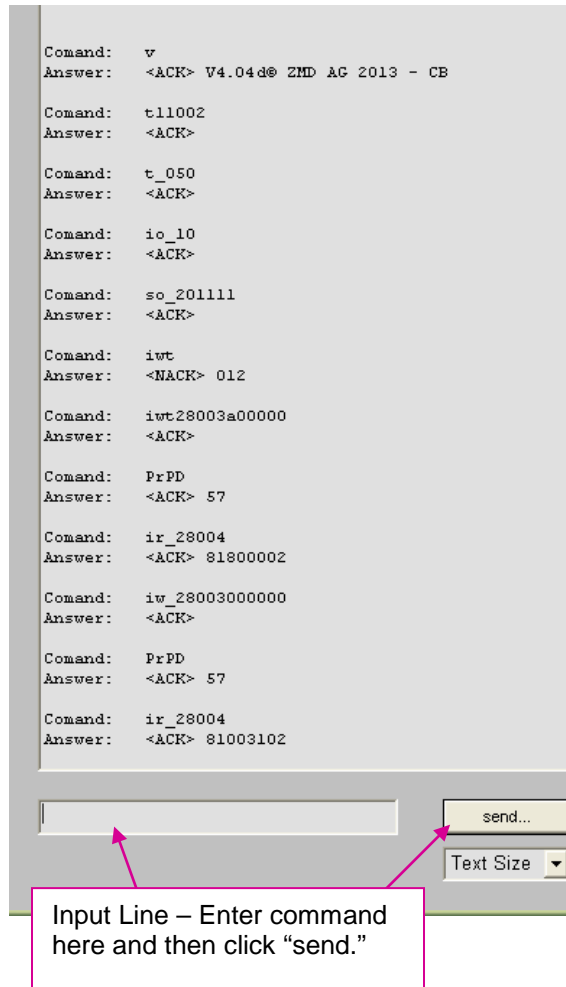 Comand: v
Answer: <ACK> V4.04d® ZMD AG 2013 - CB
Comand: t11002
Answer: <ACK>
Comand: t_050
Answer: <ACK>
Comand: io_10
Answer: <ACK>
Comand: so_201111
Answer: <ACK>
Comand: iwt
Answer: <NACK> 012
Comand: iwt28003a00000
Answer: <ACK>
Comand: PrPD
Answer: <ACK> 57
Comand: ir_28004
Answer: <ACK> 81800002
Comand: iw_28003000000
Answer: <ACK>
Comand: PrPD
Answer: <ACK> 57
Comand: ir_28004
Answer: <ACK> 81003102
send...
Text Size
Input Line – Enter command
here and then click “send.”